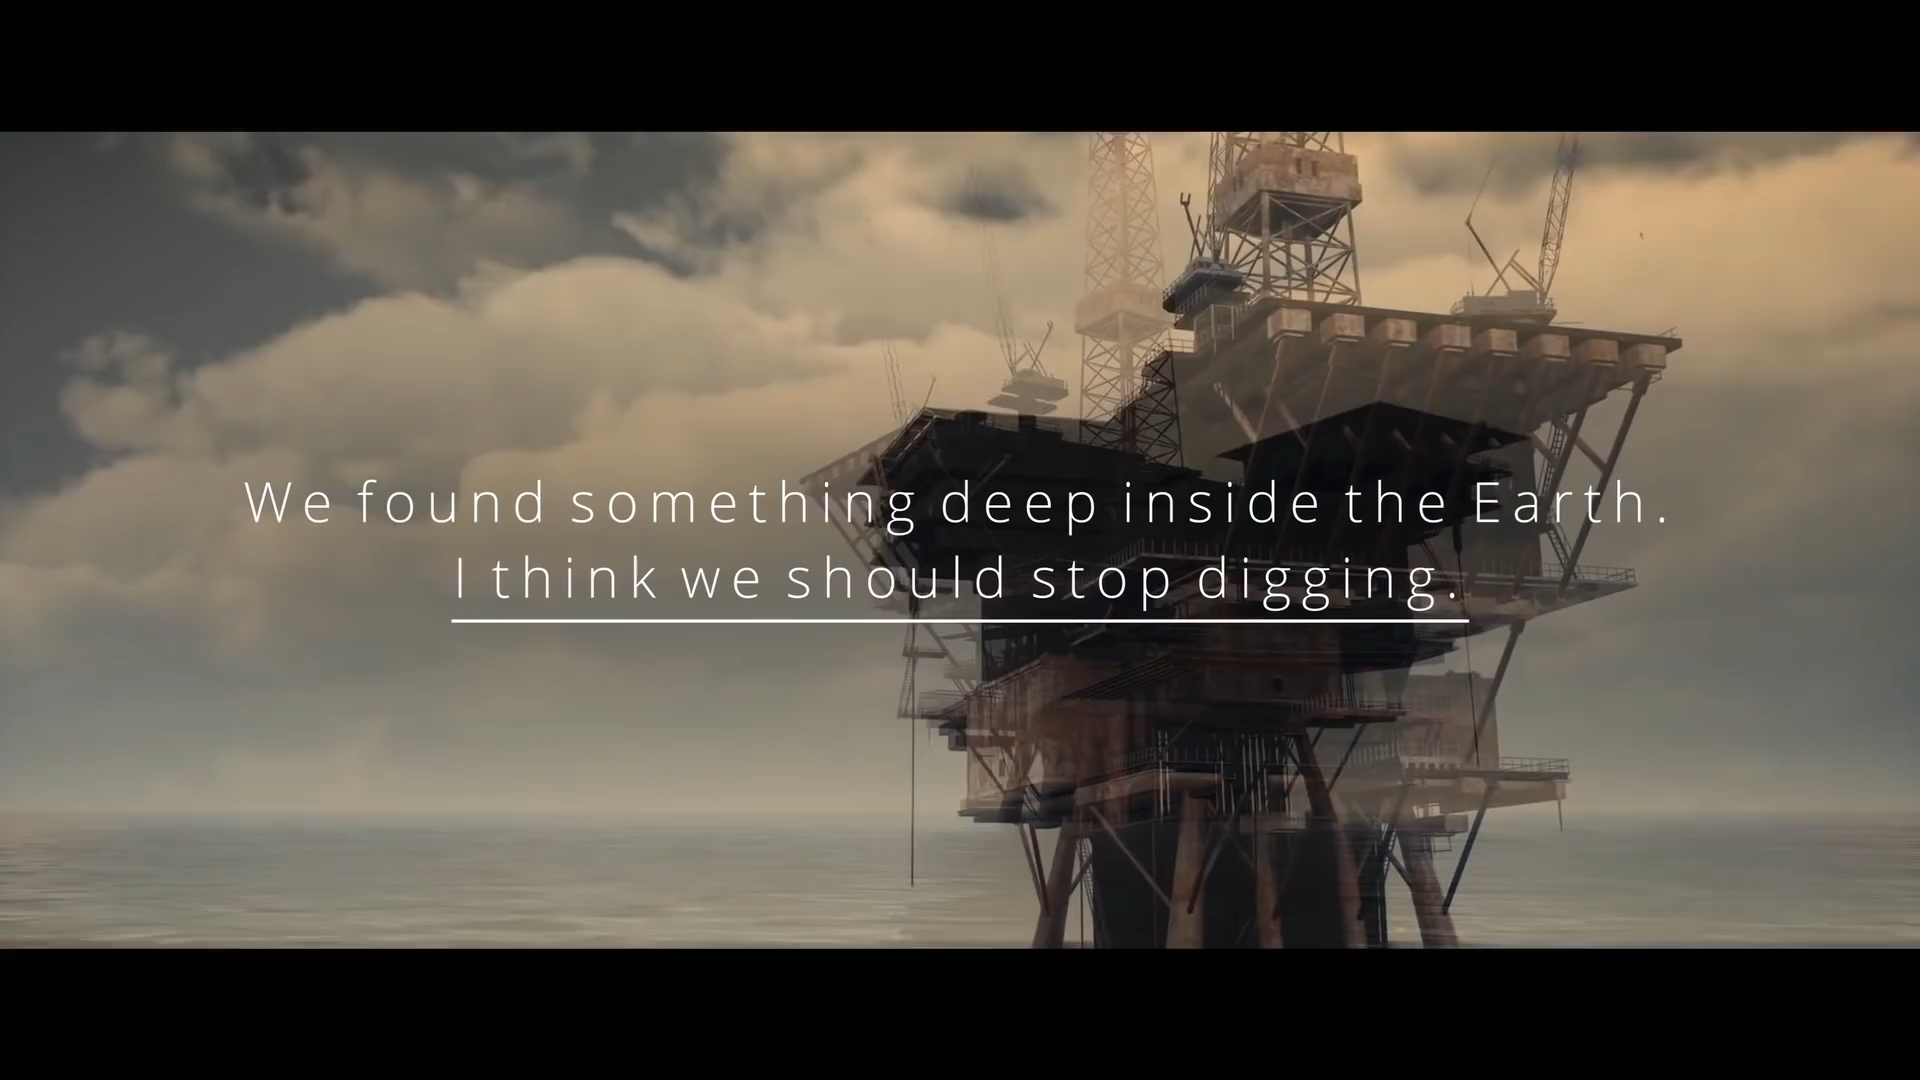 We found something deep inside the Earth.
I think we should stop digging.